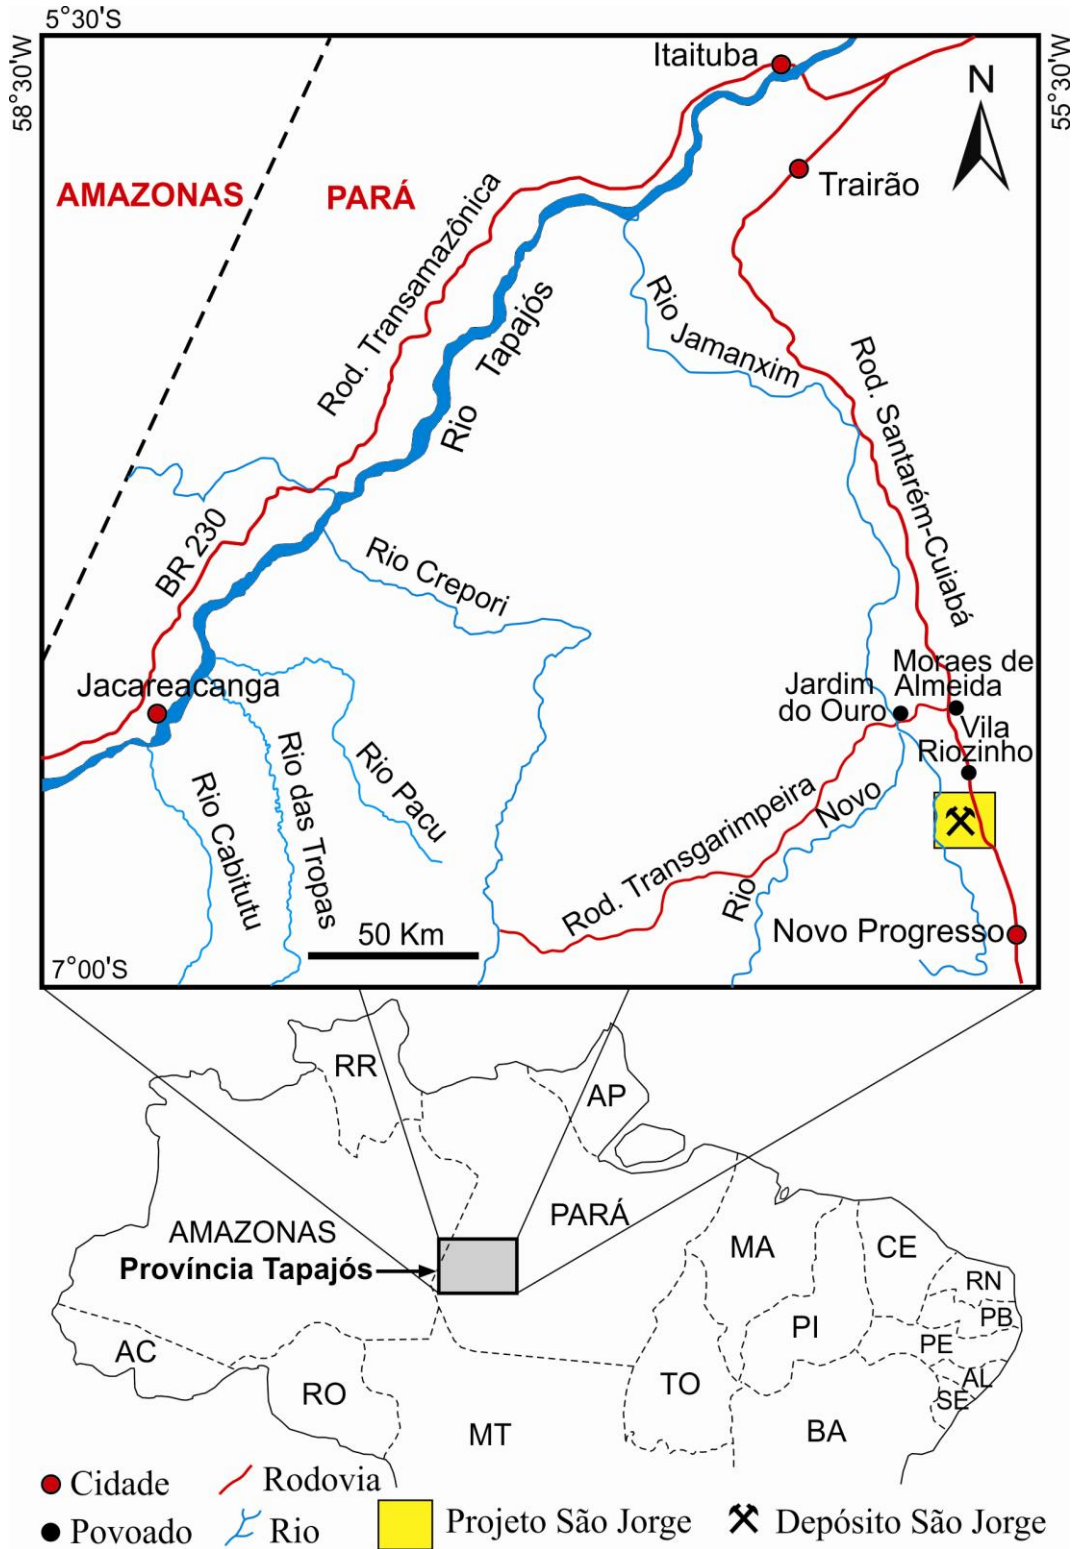 5°30'S
58°30'W
55°30'W
Itaituba
N
AMAZONAS
PARÁ
Trairão
Rod. Transamazônica
Rio Tapajós
Rio Jamanxim
Rod. Santarém-Cuiabá
BR 230
Rio Crepori
Jacareacanga
Moraes de
Almeida
Jardim
do Ouro
Vila
Riozinho
Rio Cabitutu
Rio das Tropas
Rio Pacu
Rod. Transgarimpeira
Rio Novo
Novo Progresso
50 Km
7°00'S
RR
AP
AMAZONAS
PARÁ
Província Tapajós
MA
CE
RN
PB
PI
PE
AC
AL
SE
RO
TO
MT
BA
Cidade
Rodovia
Povoado
Rio
Projeto São Jorge
Depósito São Jorge